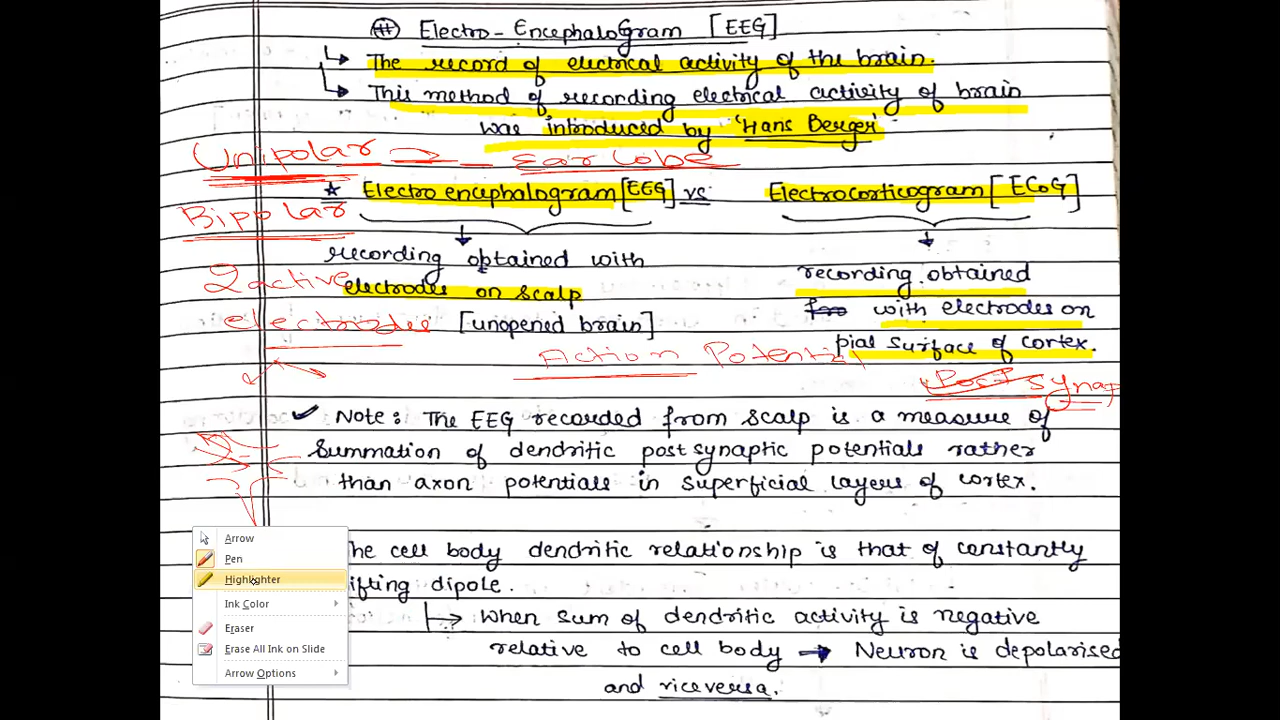 # Electro-Encephalogram [EEG]
The record of electrical activity of the brain.
This method of recording electrical activity of brain
was introduced by 'Hans Berger'
Unipolar → - Ear lobe
* Electroencephalogram [EEG] vs Electrocorticogram [ECoG]
Bipolar
recording obtained with
recording obtained
2 active
electrodes on scalp
with electrodes on
electrodes
[unopened brain]
pial surface of cortex.
Action Potential
Post synap
✓ Note: The EEG recorded from scalp is a measure of
summation of dendritic postsynaptic potentials rather
than axon potentials in superficial layers of cortex.
he cell body dendritic relationship is that of constantly
ifting dipole.
When sum of dendritic activity is negative
relative to cell body → Neuron is depolarised
and riceversa.
Arrow
Pen
Highlighter
Ink Color
Eraser
Erase All Ink on Slide
Arrow Options